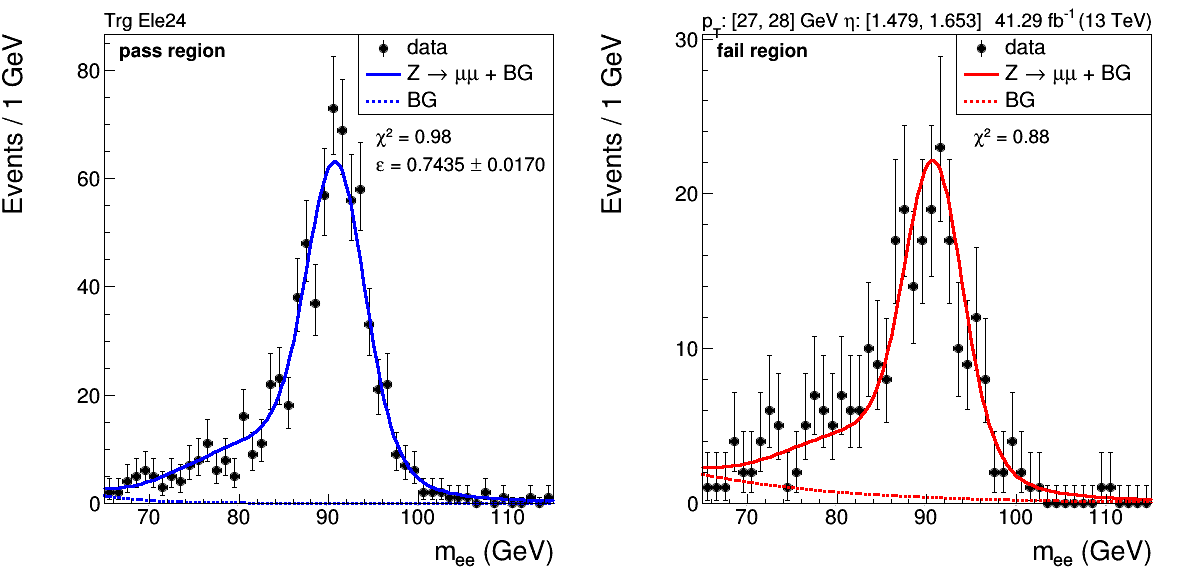 Trg Ele24
pass region
data
Z → μμ + BG
BG
χ² = 0.98
ε = 0.7435 ± 0.0170
Events / 1 GeV
80
60
40
20
0
70 80 90 100 110
m_ee (GeV)
p_T: [27, 28] GeV η: [1.479, 1.653] 41.29 fb⁻¹ (13 TeV)
fail region
data
Z → μμ + BG
BG
χ² = 0.88
Events / 1 GeV
30
20
10
0
70 80 90 100 110
m_ee (GeV)